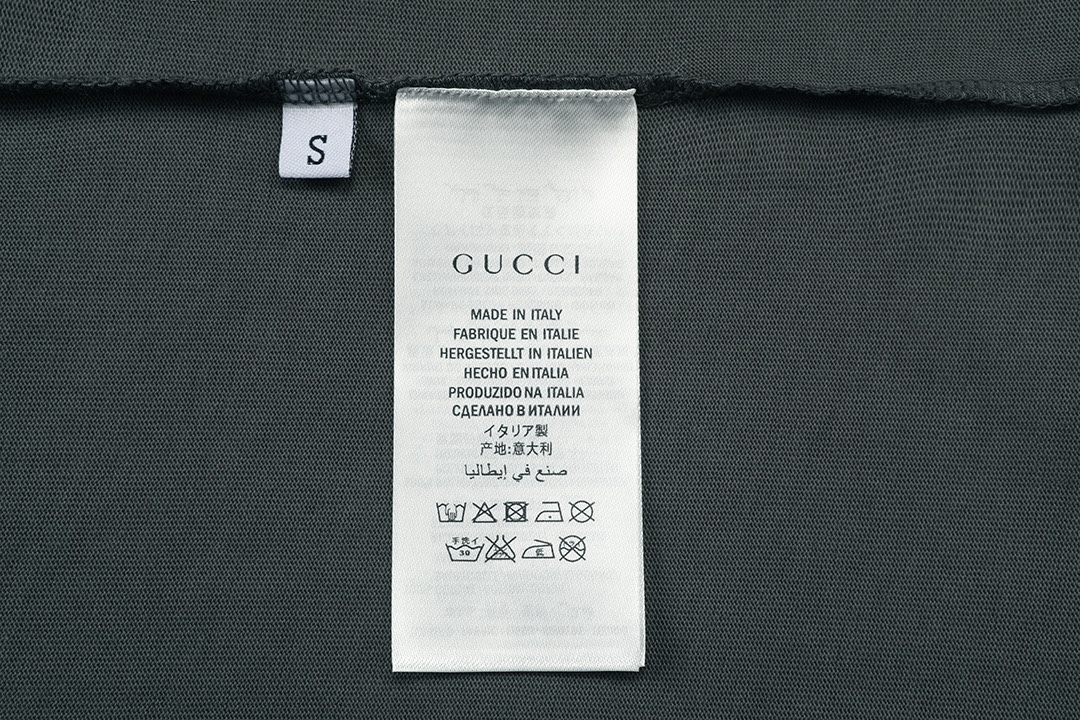 S
GUCCI
MADE IN ITALY
FABRIQUE EN ITALIE
HERGESTELLT IN ITALIEN
HECHO EN ITALIA
PRODUZIDO NA ITALIA
СДЕЛАНО В ИТАЛИИ
イタリア製
产地:意大利
صنع في إيطاليا
手洗イ
30
低